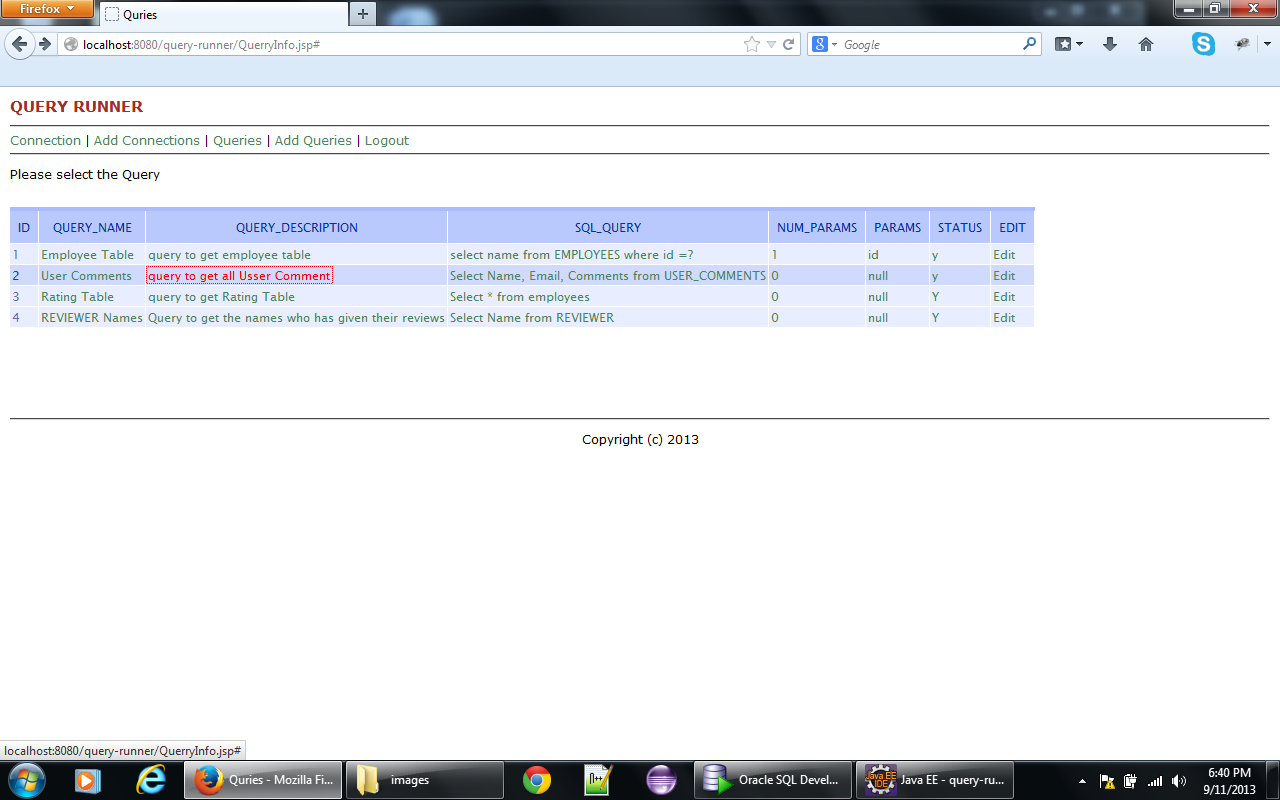 Firefox
Quries
localhost:8080/query-runner/QuerryInfo.jsp#
Google
QUERY RUNNER
Connection | Add Connections | Queries | Add Queries | Logout
Please select the Query
ID QUERY_NAME QUERY_DESCRIPTION SQL_QUERY NUM_PARAMS PARAMS STATUS EDIT
1 Employee Table query to get employee table select name from EMPLOYEES where id =? 1 id y Edit
2 User Comments query to get all Usser Comment Select Name, Email, Comments from USER_COMMENTS 0 null y Edit
3 Rating Table query to get Rating Table Select * from employees 0 null Y Edit
4 REVIEWER Names Query to get the names who has given their reviews Select Name from REVIEWER 0 null Y Edit
Copyright (c) 2013
localhost:8080/query-runner/QuerryInfo.jsp#
Quries - Mozilla Fi...
images
Oracle SQL Devel...
Java EE IDE
Java EE - query-ru...
6:40 PM
9/11/2013